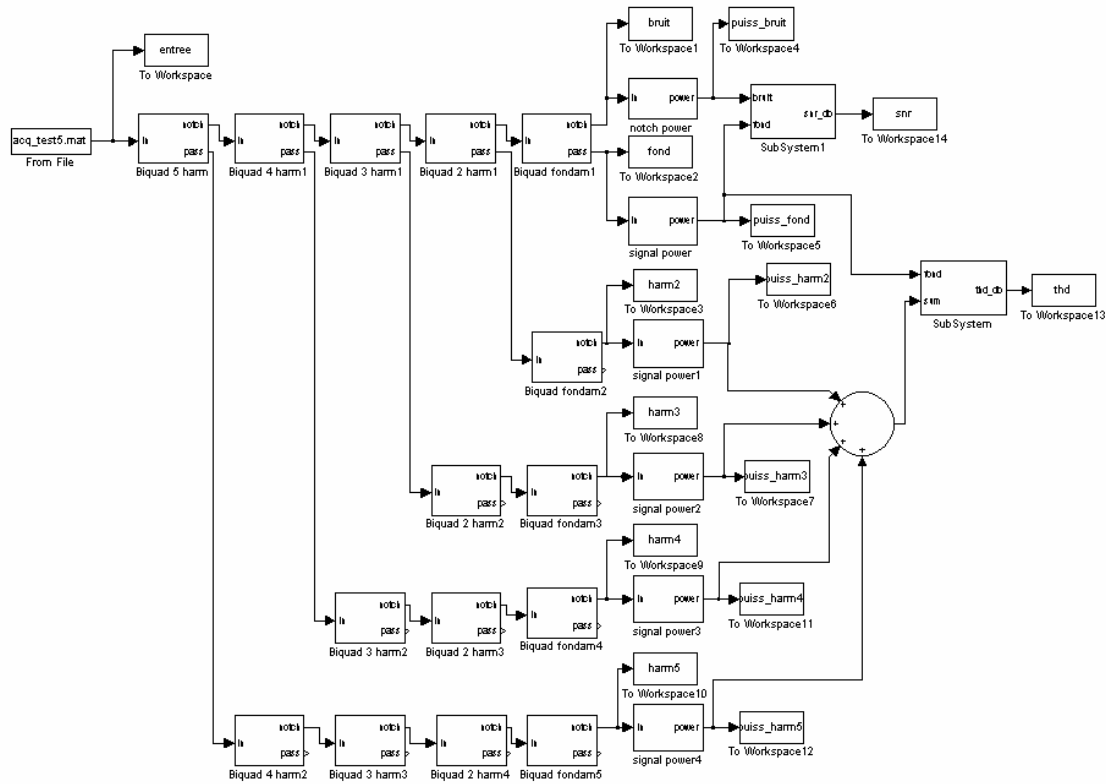 entree
To Workspace
acq_test5.mat
From File
In
notch
pass
Biquad 5 harm
In
notch
pass
Biquad 4 harm1
In
notch
pass
Biquad 3 harm1
In
notch
pass
Biquad 2 harm1
In
notch
pass
Biquad fondam1
bruit
To Workspace1
puiss_bruit
To Workspace4
In
power
notch power
bruit
fond
snr_db
SubSystem1
snr
To Workspace14
fond
To Workspace2
In
power
signal power
puiss_fond
To Workspace5
fond
sum
thd_db
SubSystem
thd
To Workspace13
harm2
To Workspace3
puiss_harm2
To Workspace6
In
notch
pass
Biquad fondam2
In
power
signal power1
+
+
+
+
harm3
To Workspace8
In
notch
pass
Biquad 2 harm2
In
notch
pass
Biquad fondam3
In
power
signal power2
puiss_harm3
To Workspace7
harm4
To Workspace9
In
notch
pass
Biquad 3 harm2
In
notch
pass
Biquad 2 harm3
In
notch
pass
Biquad fondam4
In
power
signal power3
puiss_harm4
To Workspace11
harm5
To Workspace10
In
notch
pass
Biquad 4 harm2
In
notch
pass
Biquad 3 harm3
In
notch
pass
Biquad 2 harm4
In
notch
pass
Biquad fondam5
In
power
signal power4
puiss_harm5
To Workspace12